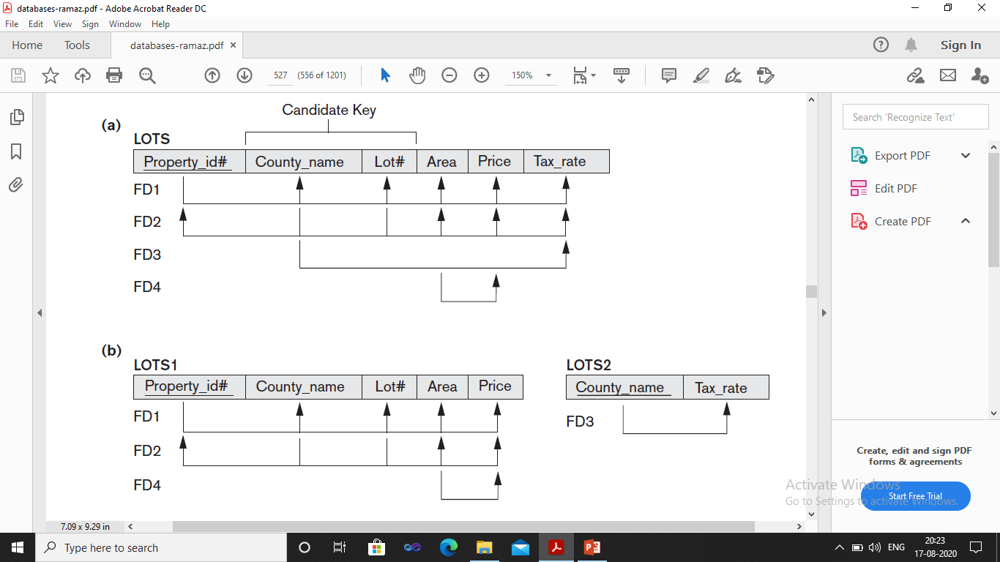 databases-ramaz.pdf - Adobe Acrobat Reader DC
File Edit View Sign Window Help
Home Tools databases-ramaz.pdf × ? Sign In
527 (556 of 1201) 150%
Candidate Key
(a)
LOTS
Property_id# County_name Lot# Area Price Tax_rate
FD1
FD2
FD3
FD4
(b)
LOTS1
Property_id# County_name Lot# Area Price
FD1
FD2
FD4
LOTS2
County_name Tax_rate
FD3
7.09 x 9.29 in
Search 'Recognize Text'
Export PDF
Edit PDF
Create PDF
Create, edit and sign PDF
forms & agreements
Start Free Trial
Activate Windows
Go to Settings to activate Windows.
Type here to search
ENG
20:23
17-08-2020